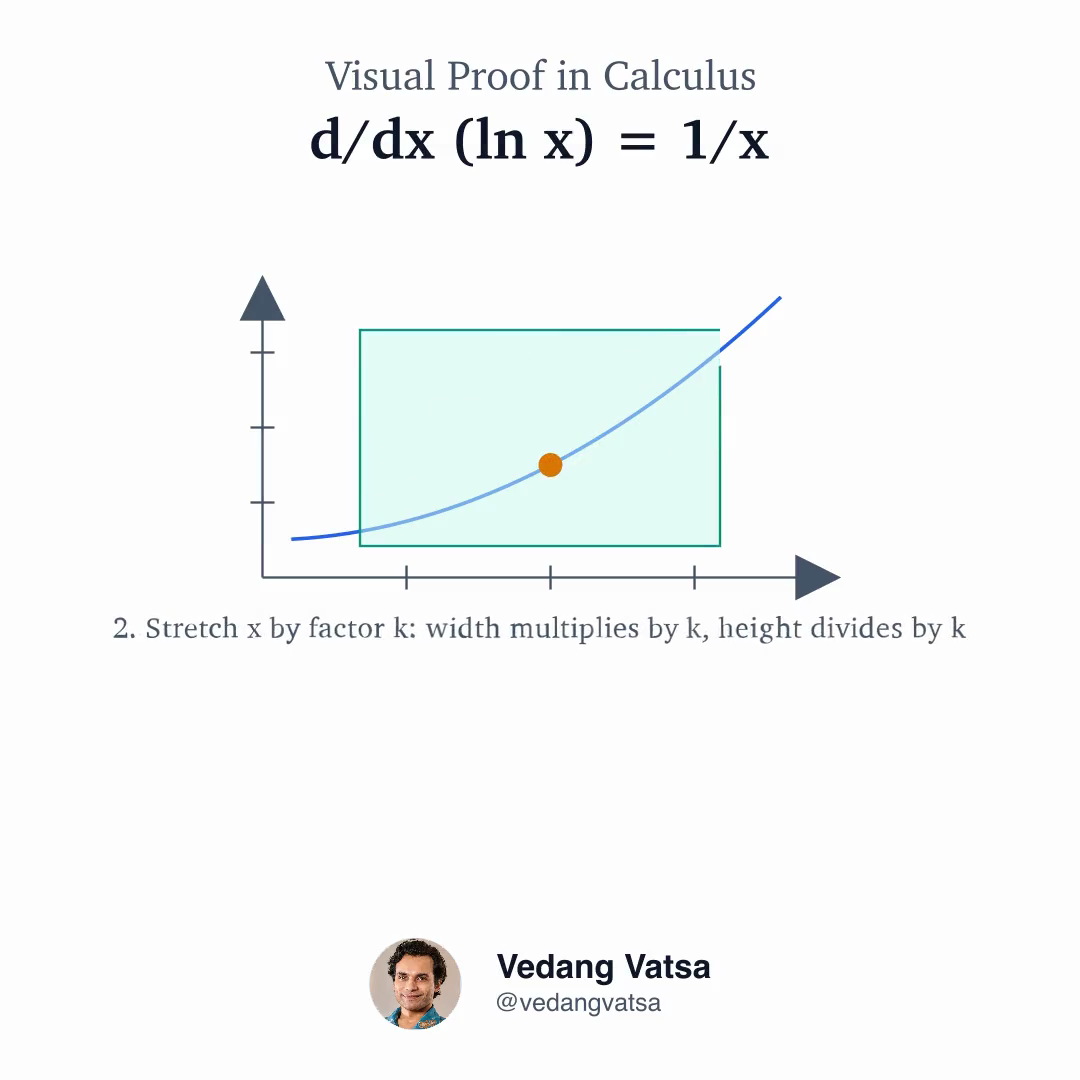 Visual Proof in Calculus
d/dx (ln x) = 1/x
2. Stretch x by factor k: width multiplies by k, height divides by k
Vedang Vatsa
@vedangvatsa